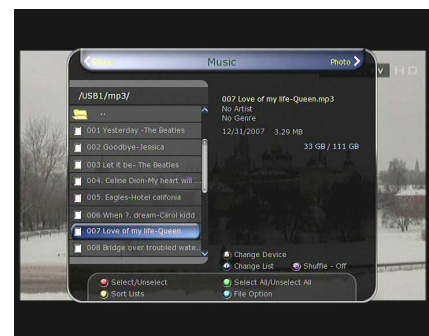 Music
Photo
V HD
/USB1/mp3/
..
001 Yesterday -The Beatles
002 Goodbye-Jessica
003 Let it be- The Beatles
004. Celine Dion-My heart will ...
005. Eagles-Hotel califonia
006 When ?. dream-Carol kidd
007 Love of my life-Queen
008 Bridge over troubled wate..
007 Love of my life-Queen.mp3
No Artist
No Genre
12/31/2007 3.29 MB
33 GB / 111 GB
Change Device
Change List Shuffle - Off
Select/Unselect Select All/Unselect All
Sort Lists File Option